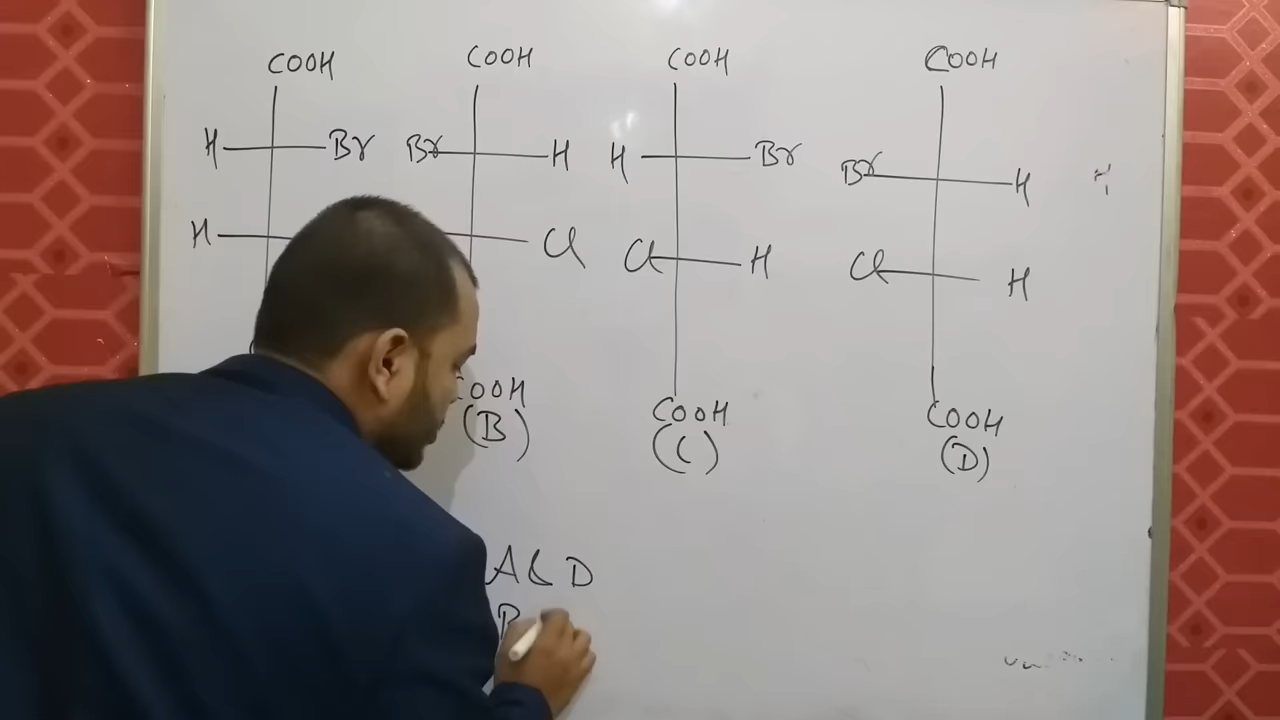 COOH COOH COOH COOH
H Br Br H H Br Br H
H Cl Cl H Cl H
COOH COOH COOH
(B) (C) (D)
A & D
B